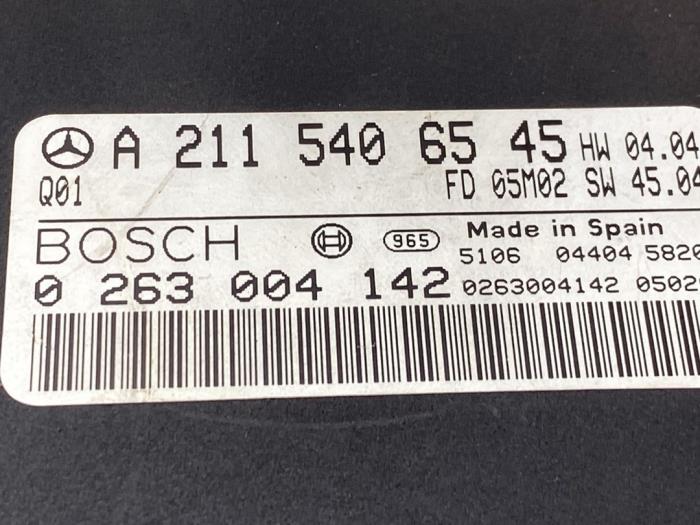 A 211 540 65 45 HW 04.04
Q01 FD 05M02 SW 45.04
BOSCH 965 Made in Spain
5106 04404 5820
0 263 004 142 0263004142 0502